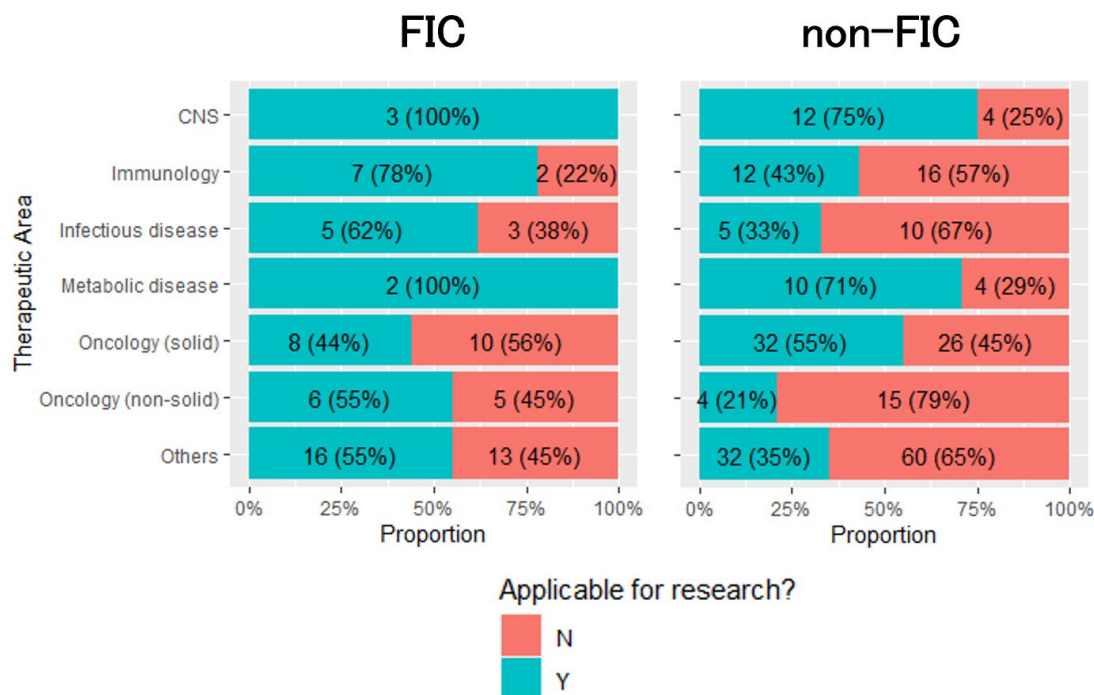 FIC non-FIC
Therapeutic Area
CNS 3 (100%) 12 (75%) 4 (25%)
Immunology 7 (78%) 2 (22%) 12 (43%) 16 (57%)
Infectious disease 5 (62%) 3 (38%) 5 (33%) 10 (67%)
Metabolic disease 2 (100%) 10 (71%) 4 (29%)
Oncology (solid) 8 (44%) 10 (56%) 32 (55%) 26 (45%)
Oncology (non-solid) 6 (55%) 5 (45%) 4 (21%) 15 (79%)
Others 16 (55%) 13 (45%) 32 (35%) 60 (65%)
0% 25% 50% 75% 100% 0% 25% 50% 75% 100%
Proportion Proportion
Applicable for research?
N
Y